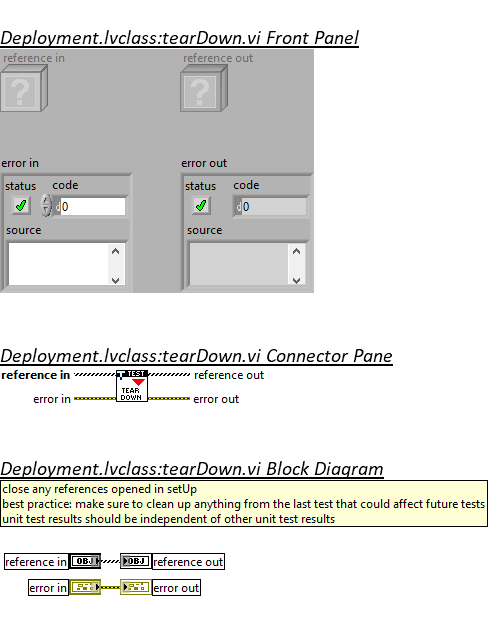 Deployment.lvclass:tearDown.vi Front Panel
reference in reference out
?  ?
error in error out
status code status code
d 0 d 0
source source
Deployment.lvclass:tearDown.vi Connector Pane
reference in TEST reference out
TEAR
error in DOWN error out
Deployment.lvclass:tearDown.vi Block Diagram
close any references opened in setUp
best practice: make sure to clean up anything from the last test that could affect future tests
unit test results should be independent of other unit test results
reference in OBJ OBJ reference out
error in error out